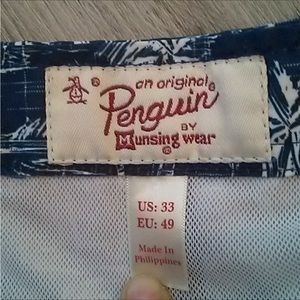 an original®
Penguin
BY
Munsing wear®
US: 33
EU: 49
Made In
Philippines